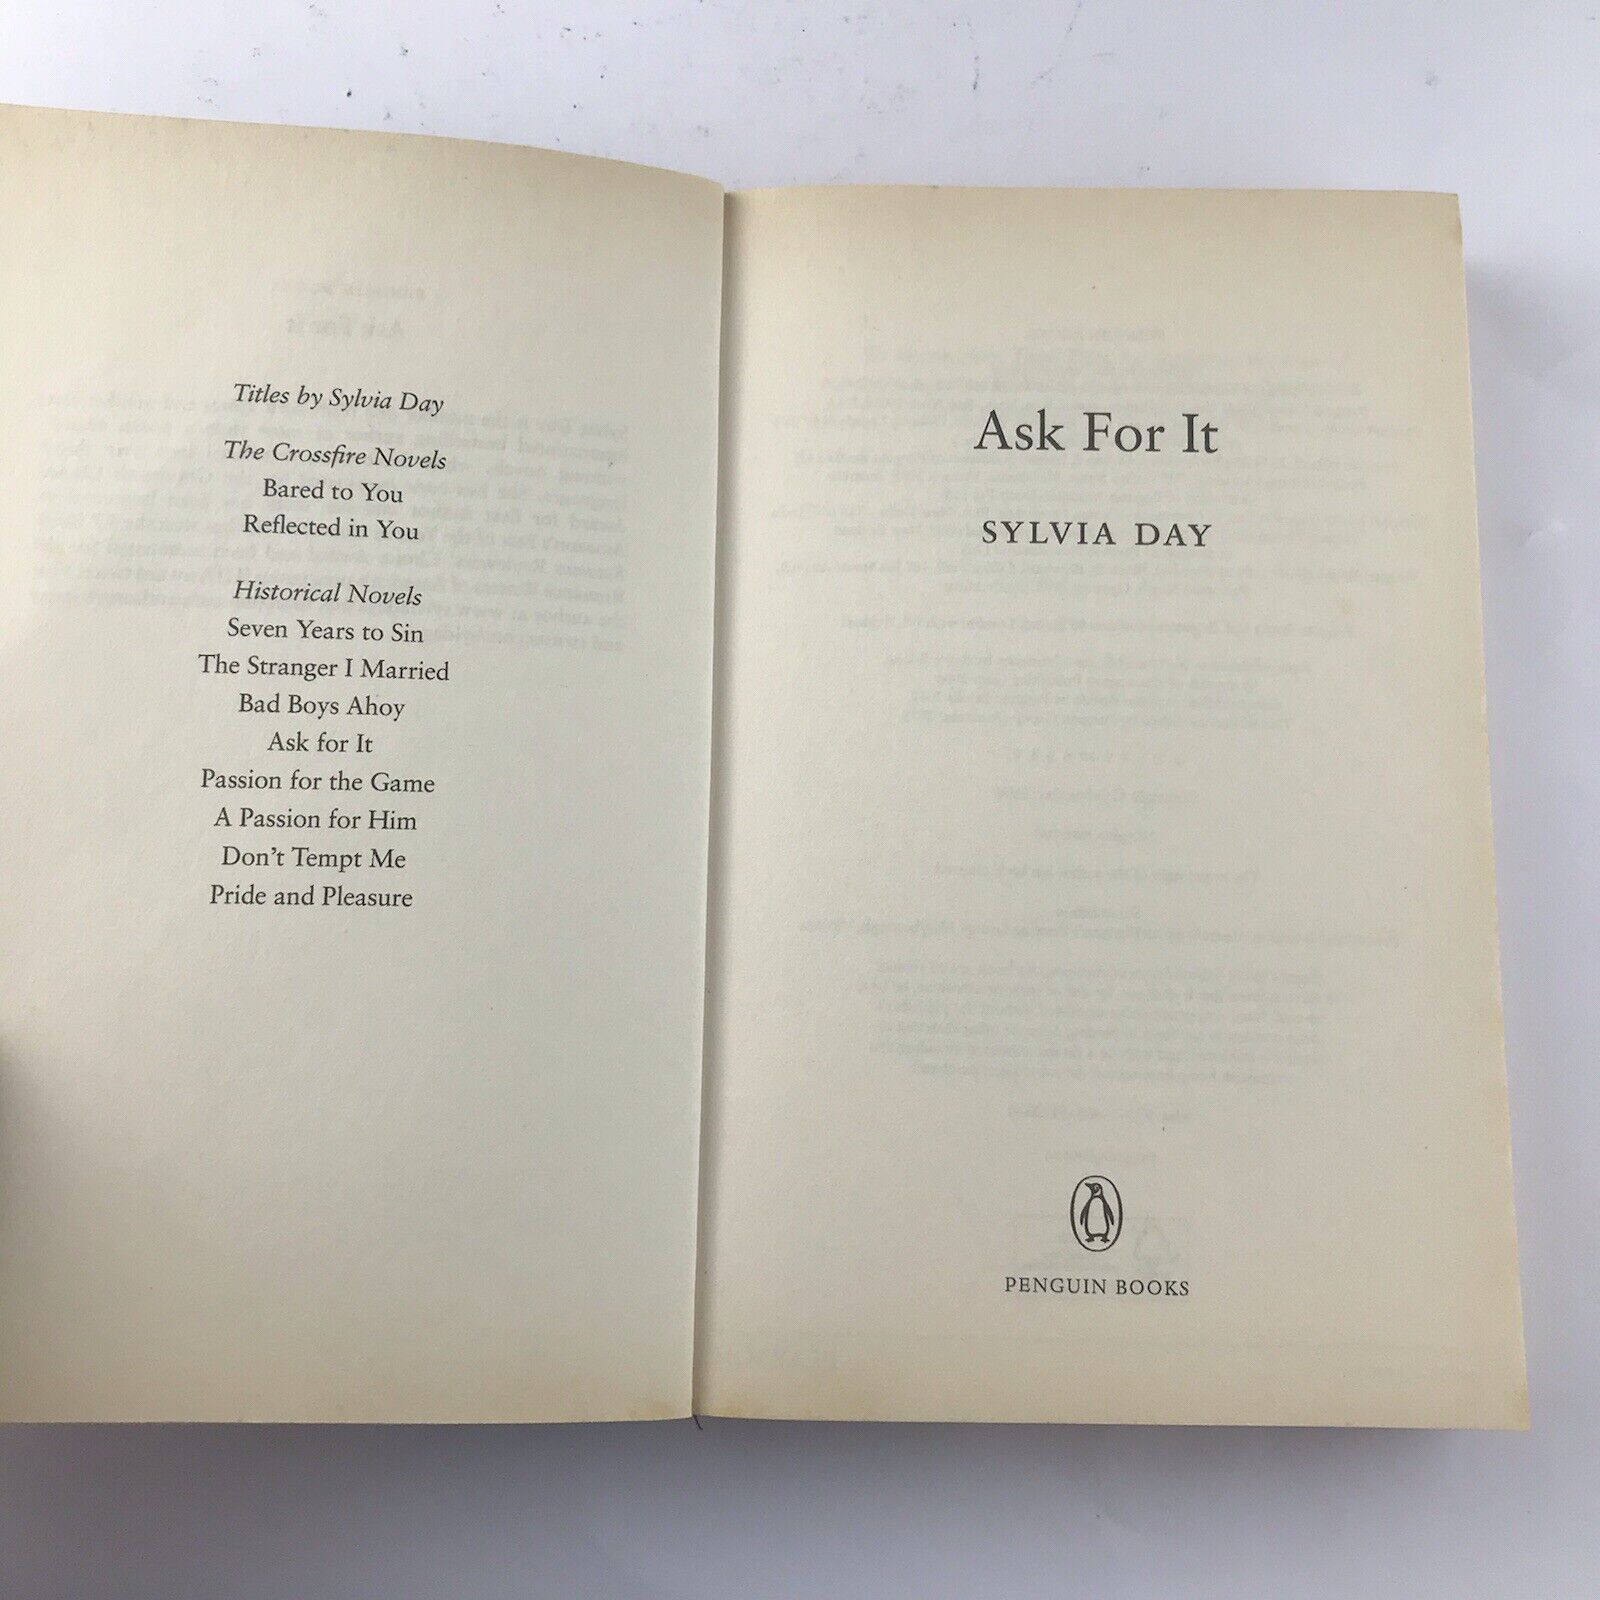 Titles by Sylvia Day
The Crossfire Novels
Bared to You
Reflected in You
Historical Novels
Seven Years to Sin
The Stranger I Married
Bad Boys Ahoy
Ask for It
Passion for the Game
A Passion for Him
Don't Tempt Me
Pride and Pleasure
Ask For It
SYLVIA DAY
PENGUIN BOOKS